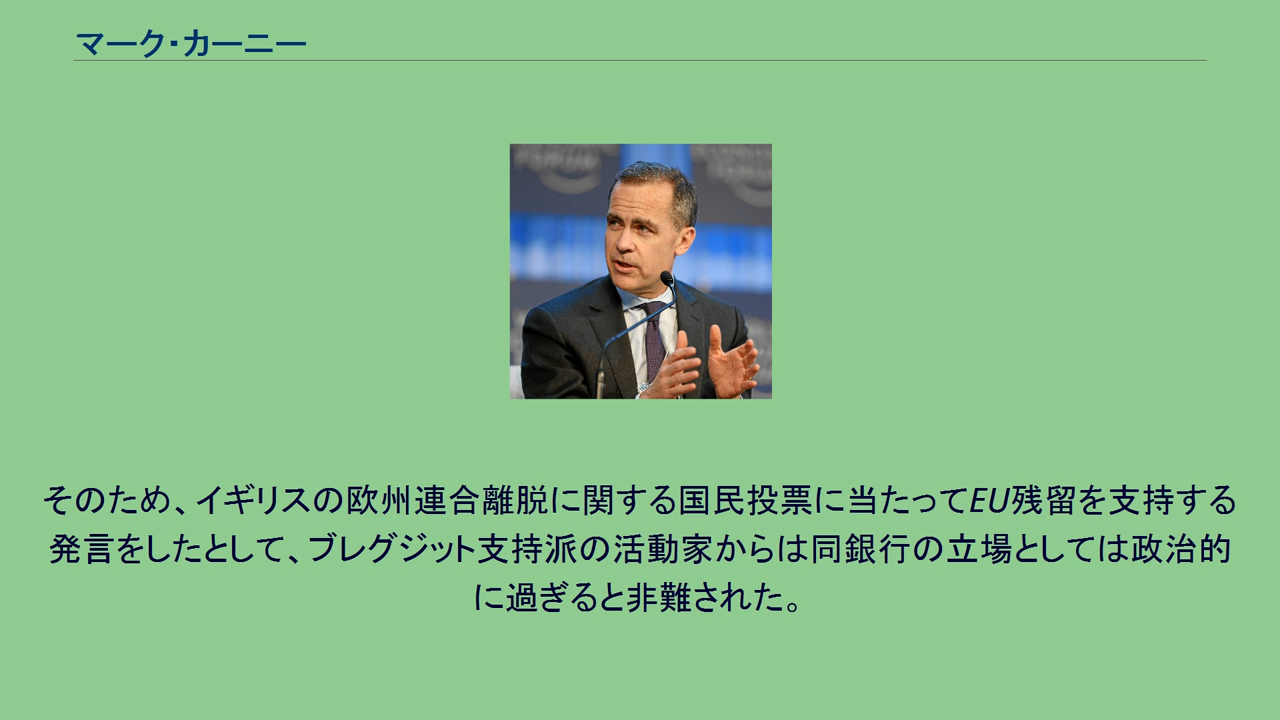 マーク・カーニー
FORUM
そのため、イギリスの欧州連合離脱に関する国民投票に当たってEU残留を支持する
発言をしたとして、ブレグジット支持派の活動家からは同銀行の立場としては政治的
に過ぎると非難された。